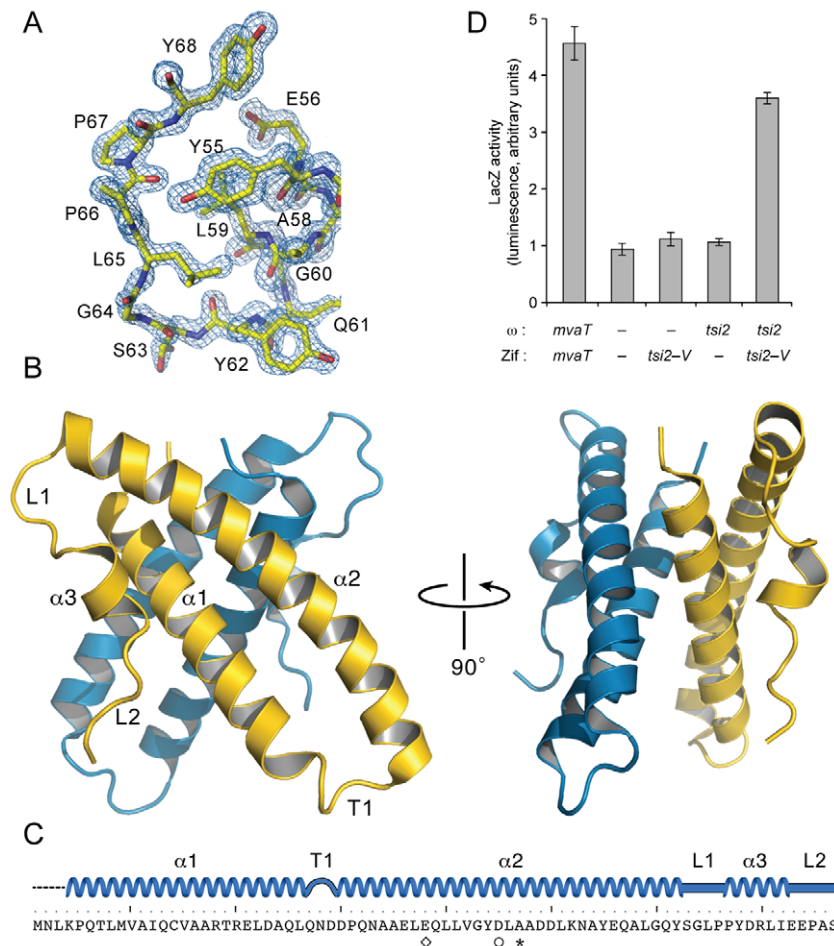 A
Y68
E56
P67
Y55
P66
L59
A58
L65
G60
G64
Q61
S63
Y62
D
LacZ activity
(luminescence, arbitrary units)
5
4
3
2
1
0
ω : mvaT – – tsi2 tsi2
Zif : mvaT – tsi2–V – tsi2–V
B
L1
α3
α1
α2
L2
T1
90°
C
α1 T1 α2 L1 α3 L2
MNLKPQTLMVAIQCVAARTRELDAQLQNDDPQNAAELEQLLVGYDLAADDLKNAYEQALGQYSGLPPYDRLIEEPAS
◇ ○ *